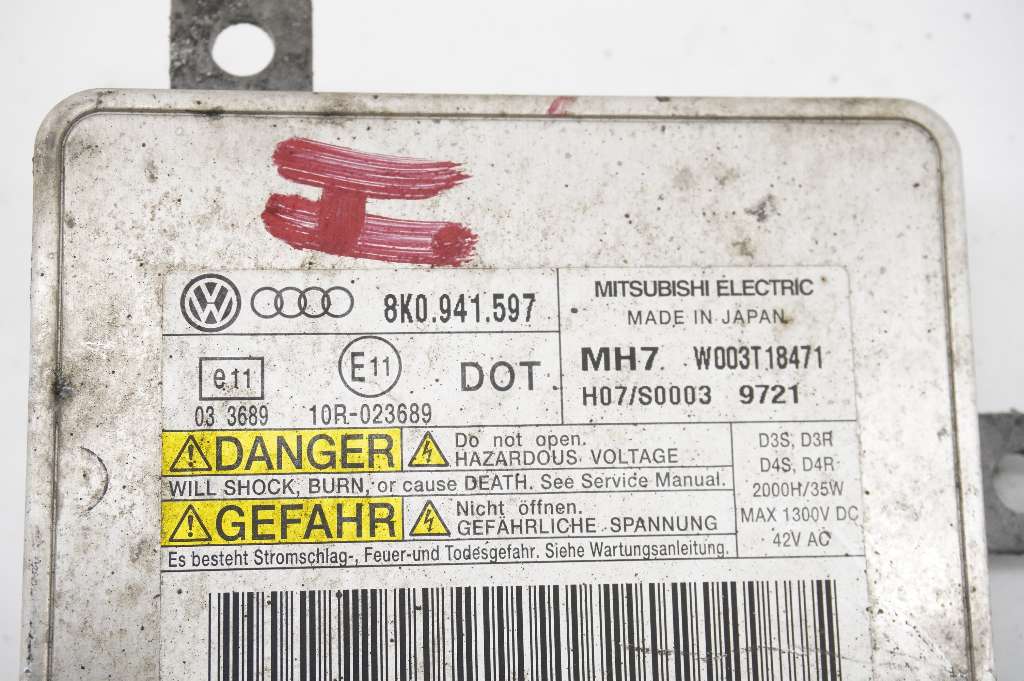 8K0.941.597
MITSUBISHI ELECTRIC
MADE IN JAPAN
MH7 W003T18471
H07/S0003 9721
e11
E11
DOT
03 3689 10R-023689
DANGER
Do not open.
HAZARDOUS VOLTAGE
WILL SHOCK, BURN, or cause DEATH. See Service Manual.
GEFAHR
Nicht öffnen.
GEFÄHRLICHE SPANNUNG
Es besteht Stromschlag-, Feuer-und Todesgefahr. Siehe Wartungsanleitung.
D3S, D3R
D4S, D4R
2000H/35W
MAX 1300V DC
42V AC